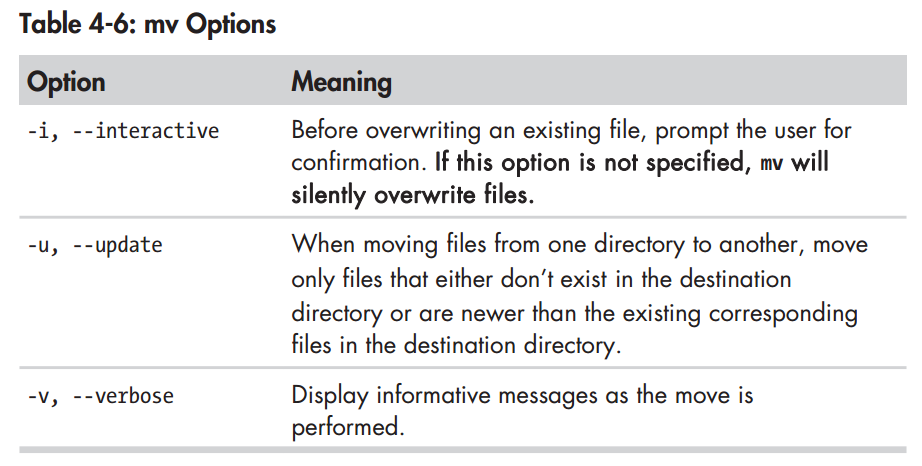 Table 4-6: mv Options
Option Meaning
-i, --interactive Before overwriting an existing file, prompt the user for
confirmation. If this option is not specified, mv will
silently overwrite files.
-u, --update When moving files from one directory to another, move
only files that either don’t exist in the destination
directory or are newer than the existing corresponding
files in the destination directory.
-v, --verbose Display informative messages as the move is
performed.